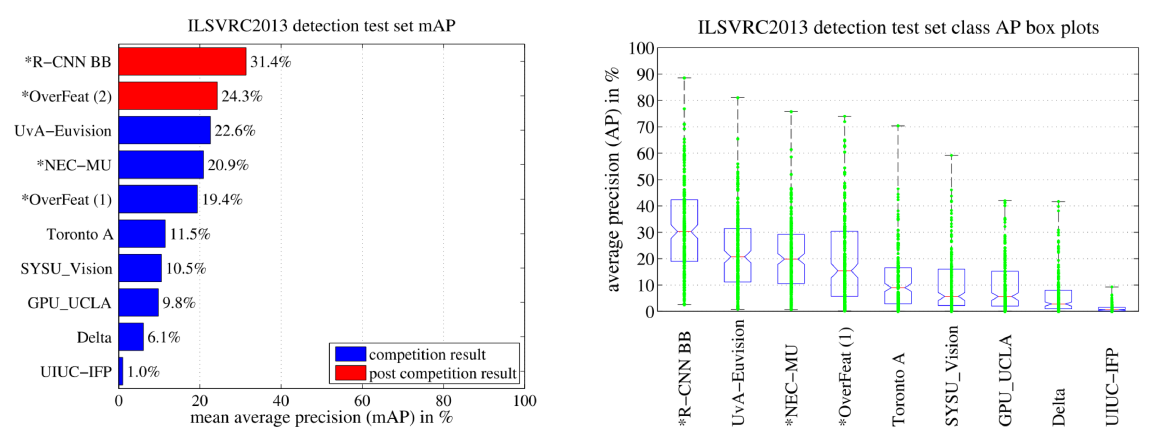 ILSVRC2013 detection test set mAP
*R−CNN BB
31.4%
*OverFeat (2)
24.3%
UvA−Euvision
22.6%
*NEC−MU
20.9%
*OverFeat (1)
19.4%
Toronto A
11.5%
SYSU_Vision
10.5%
GPU_UCLA
9.8%
Delta
6.1%
UIUC−IFP
1.0%
competition result
post competition result
0 20 40 60 80 100
mean average precision (mAP) in %
ILSVRC2013 detection test set class AP box plots
100
90
80
70
60
50
40
30
20
10
0
average precision (AP) in %
*R−CNN BB
UvA−Euvision
*NEC−MU
*OverFeat (1)
Toronto A
SYSU_Vision
GPU_UCLA
Delta
UIUC−IFP